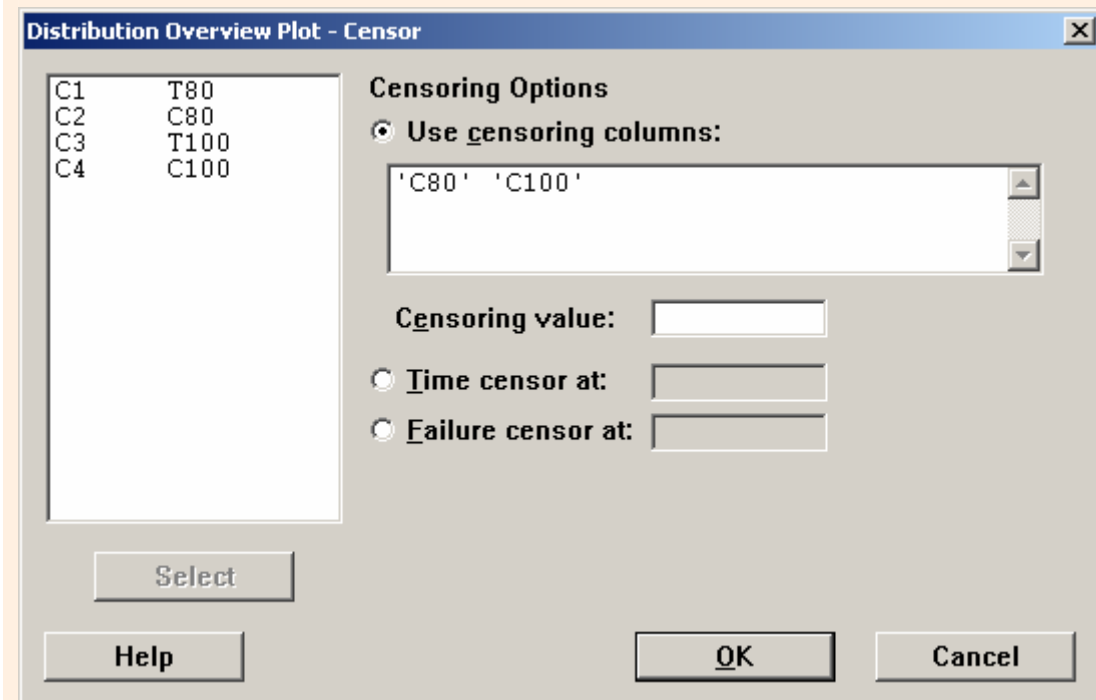 Distribution Overview Plot - Censor
C1 T80
C2 C80
C3 T100
C4 C100
Censoring Options
Use censoring columns:
'C80' 'C100'
Censoring value:
Time censor at:
Failure censor at:
Select
Help
OK
Cancel